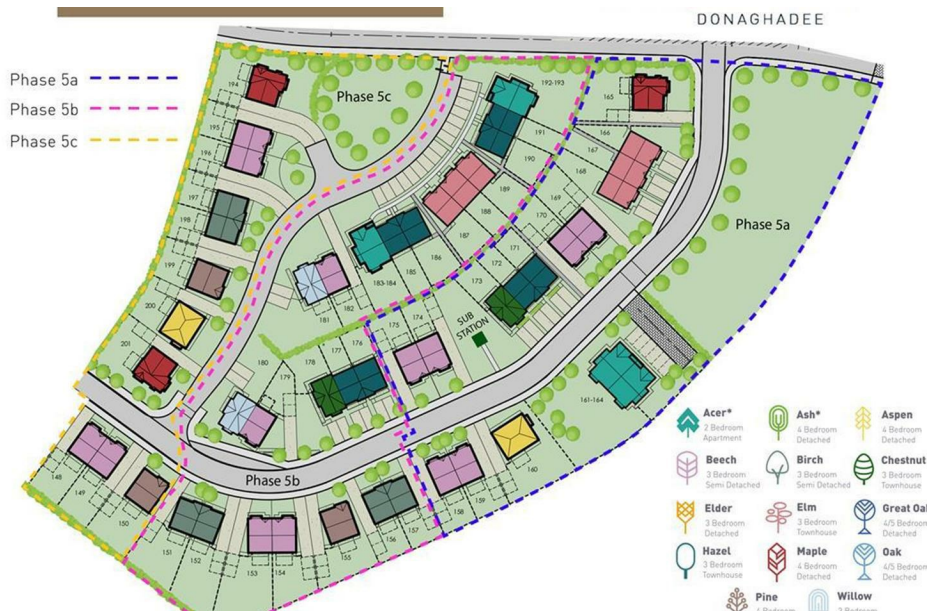 DONAGHADEE
Phase 5a
Phase 5b
Phase 5c
Phase 5c
Phase 5a
Phase 5b
SUB
STATION
192-193
194
165
195
166
191
196
167
190
168
197
189
169
188
198
170
187
171
186
199
172
185
173
183-184
200
182
181
174
175
201
176
177
178
180
179
161-164
160
148
149
159
150
158
157
155
151
152
153
154
Acer*
2 Bedroom
Apartment
Ash*
4 Bedroom
Detached
Aspen
4 Bedroom
Detached
Beech
3 Bedroom
Semi Detached
Birch
3 Bedroom
Semi Detached
Chestnut
3 Bedroom
Townhouse
Elder
3 Bedroom
Detached
Elm
3 Bedroom
Townhouse
Great Oak
4/5 Bedroom
Detached
Hazel
3 Bedroom
Townhouse
Maple
4 Bedroom
Detached
Oak
4/5 Bedroom
Detached
Pine
Willow